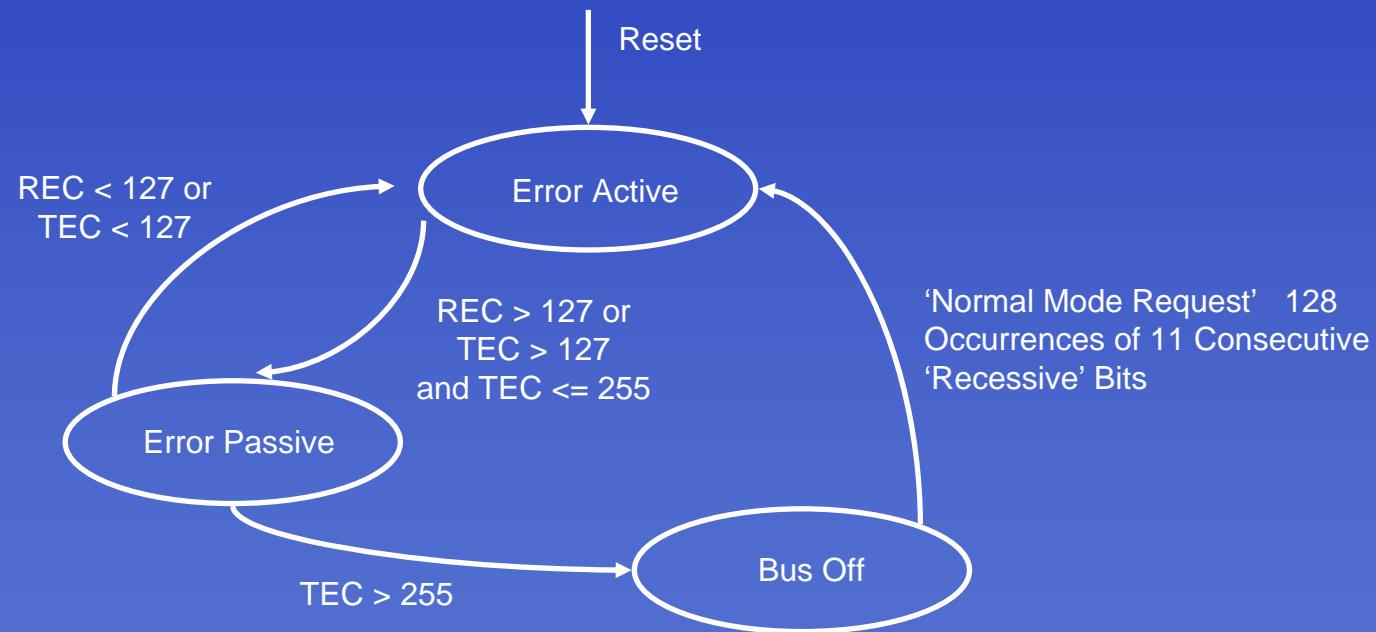 Reset
Error Active
REC < 127 or
TEC < 127
REC > 127 or
TEC > 127
and TEC <= 255
‘Normal Mode Request’   128
Occurrences of 11 Consecutive
‘Recessive’ Bits
Error Passive
Bus Off
TEC > 255